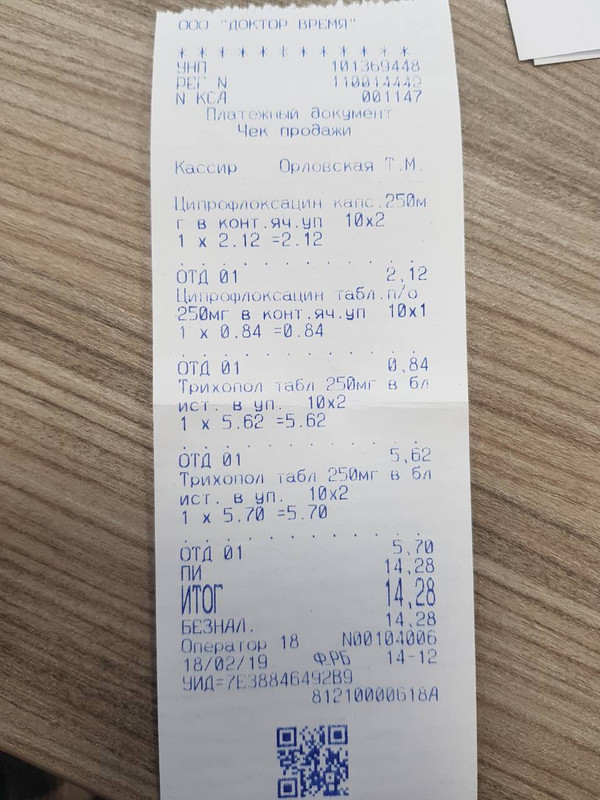 ООО "ДОКТОР ВРЕМЯ"
* * * * * * * * * * * *
УНП 101369448
РЕГ N 110014442
N КСА 001147
Платежный документ
Чек продажи
Кассир Орловская Т.М.
Ципрофлоксацин капс.250м
г в конт.яч.уп 10х2
1 x 2.12 =2.12
. . . . . . . . . . . .
ОТД 01 2,12
Ципрофлоксацин табл.п/о
250мг в конт.яч.уп 10х1
1 x 0.84 =0.84
. . . . . . . . . . . .
ОТД 01 0,84
Трихопол табл 250мг в бл
ист. в уп. 10х2
1 x 5.62 =5.62
. . . . . . . . . . . .
ОТД 01 5,62
Трихопол табл 250мг в бл
ист. в уп. 10х2
1 x 5.70 =5.70
. . . . . . . . . . . .
ОТД 01 5,70
ПИ 14,28
ИТОГ 14,28
БЕЗНАЛ. 14,28
Оператор 18 N00104006
18/02/19 Ф.РБ 14-12
УИД=7E38846492B9
81210000618A